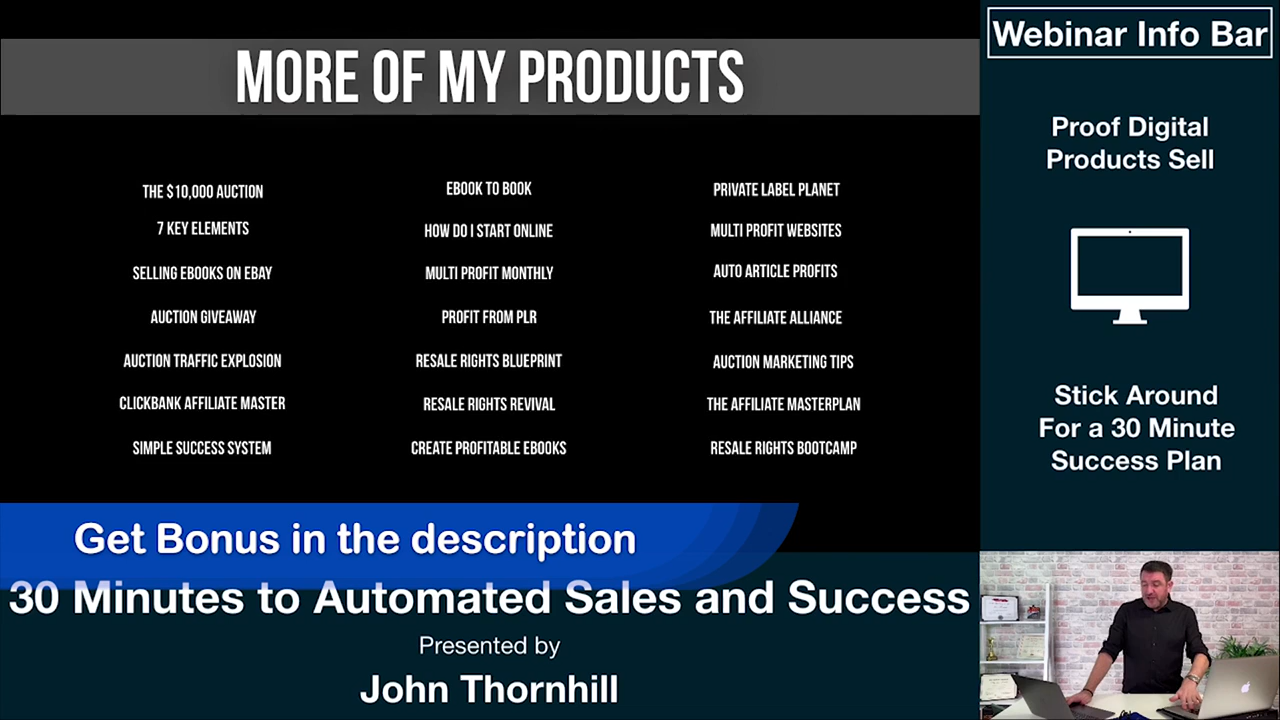 MORE OF MY PRODUCTS
THE $10,000 AUCTION
7 KEY ELEMENTS
SELLING EBOOKS ON EBAY
AUCTION GIVEAWAY
AUCTION TRAFFIC EXPLOSION
CLICKBANK AFFILIATE MASTER
SIMPLE SUCCESS SYSTEM
EBOOK TO BOOK
HOW DO I START ONLINE
MULTI PROFIT MONTHLY
PROFIT FROM PLR
RESALE RIGHTS BLUEPRINT
RESALE RIGHTS REVIVAL
CREATE PROFITABLE EBOOKS
PRIVATE LABEL PLANET
MULTI PROFIT WEBSITES
AUTO ARTICLE PROFITS
THE AFFILIATE ALLIANCE
AUCTION MARKETING TIPS
THE AFFILIATE MASTERPLAN
RESALE RIGHTS BOOTCAMP
Get Bonus in the description
30 Minutes to Automated Sales and Success
Presented by
John Thornhill
Webinar Info Bar
Proof Digital
Products Sell
Stick Around
For a 30 Minute
Success Plan